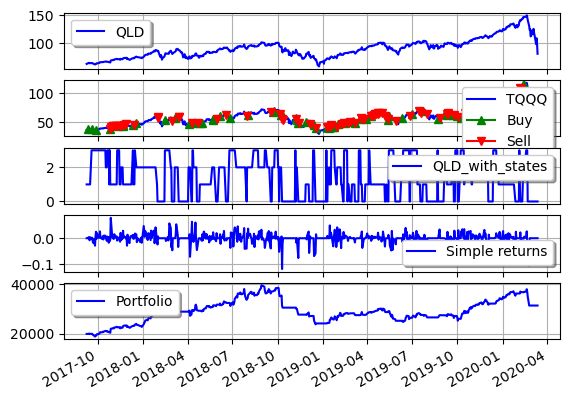 150
QLD
100
100
TQQQ
Buy
50
Sell
2
QLD_with_states
0
0.0
Simple returns
−0.1
40000
Portfolio
20000
2017-10 2018-01 2018-04 2018-07 2018-10 2019-01 2019-04 2019-07 2019-10 2020-01 2020-04